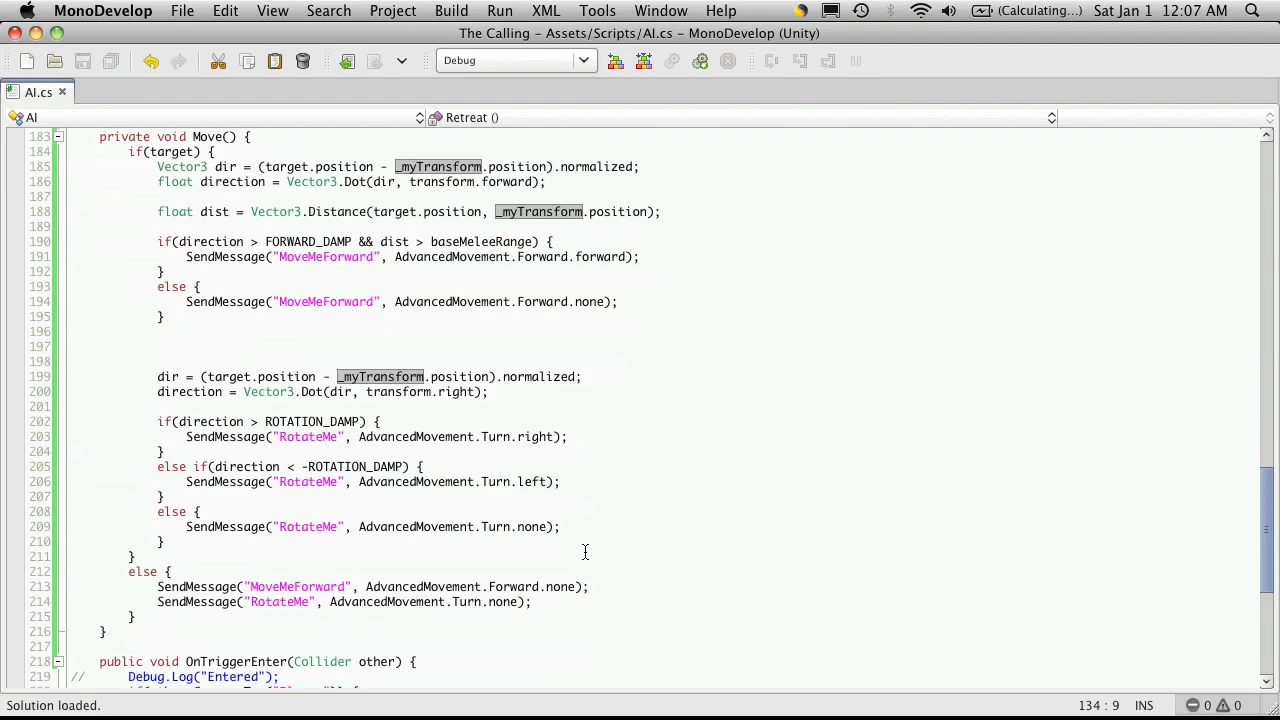 MonoDevelop File Edit View Search Project Build Run XML Tools Window Help (Calculating...) Sat Jan 1 12:07 AM
The Calling - Assets/Scripts/AI.cs - MonoDevelop (Unity)
Debug
AI.cs
AI Retreat ()
183 private void Move() {
184 if(target) {
185 Vector3 dir = (target.position - _myTransform.position).normalized;
186 float direction = Vector3.Dot(dir, transform.forward);
187
188 float dist = Vector3.Distance(target.position, _myTransform.position);
189
190 if(direction > FORWARD_DAMP && dist > baseMeleeRange) {
191 SendMessage("MoveMeForward", AdvancedMovement.Forward.forward);
192 }
193 else {
194 SendMessage("MoveMeForward", AdvancedMovement.Forward.none);
195 }
196
197
198
199 dir = (target.position - _myTransform.position).normalized;
200 direction = Vector3.Dot(dir, transform.right);
201
202 if(direction > ROTATION_DAMP) {
203 SendMessage("RotateMe", AdvancedMovement.Turn.right);
204 }
205 else if(direction < -ROTATION_DAMP) {
206 SendMessage("RotateMe", AdvancedMovement.Turn.left);
207 }
208 else {
209 SendMessage("RotateMe", AdvancedMovement.Turn.none);
210 }
211 }
212 else {
213 SendMessage("MoveMeForward", AdvancedMovement.Forward.none);
214 SendMessage("RotateMe", AdvancedMovement.Turn.none);
215 }
216 }
217
218 public void OnTriggerEnter(Collider other) {
219 // Debug.Log("Entered");
Solution loaded. 134 : 9 INS 0 0